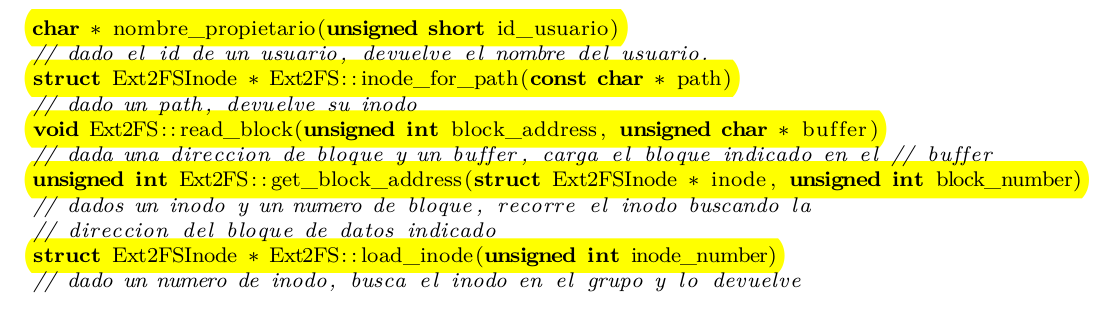 char * nombre_propietario(unsigned short id_usuario)
// dado el id de un usuario, devuelve el nombre del usuario.
struct Ext2FSInode * Ext2FS::inode_for_path(const char * path)
// dado un path, devuelve su inodo
void Ext2FS::read_block(unsigned int block_address, unsigned char * buffer)
// dada una direccion de bloque y un buffer, carga el bloque indicado en el // buffer
unsigned int Ext2FS::get_block_address(struct Ext2FSInode * inode, unsigned int block_number)
// dados un inodo y un numero de bloque, recorre el inodo buscando la
// direccion del bloque de datos indicado
struct Ext2FSInode * Ext2FS::load_inode(unsigned int inode_number)
// dado un numero de inodo, busca el inodo en el grupo y lo devuelve